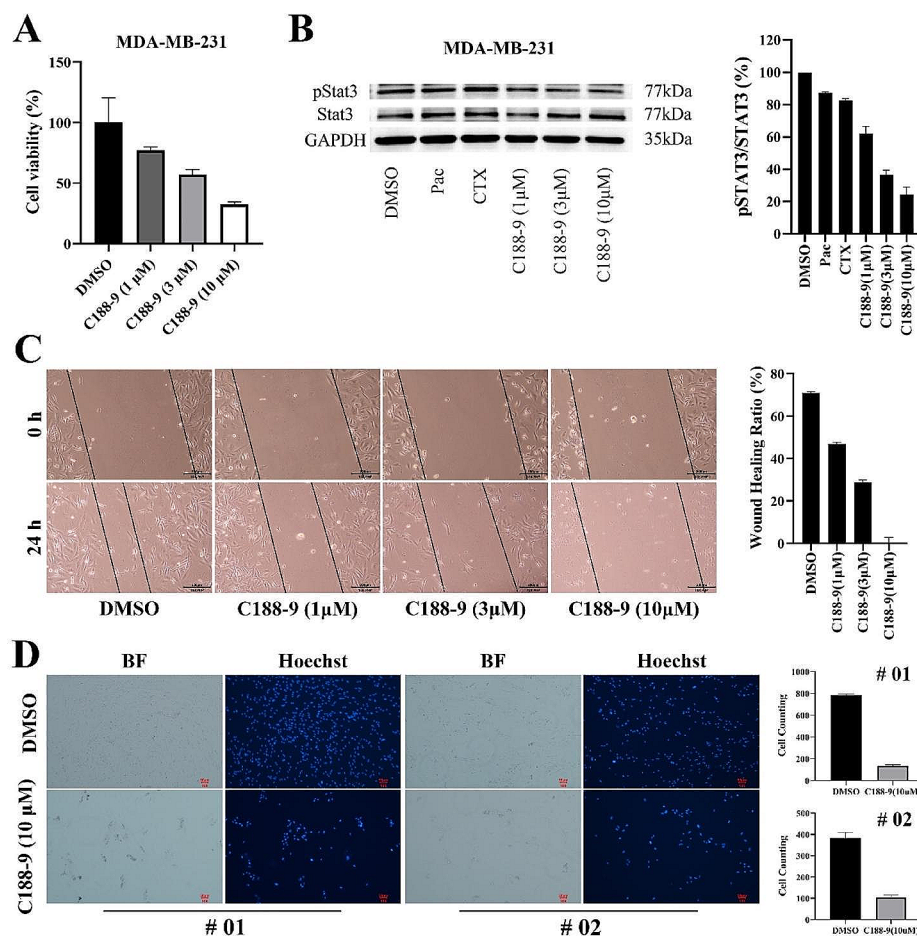 A
MDA-MB-231
Cell viability (%)
150
100
50
0
DMSO
C188-9 (1 μM)
C188-9 (3 μM)
C188-9 (10 μM)
B
MDA-MB-231
pStat3
77kDa
Stat3
77kDa
GAPDH
35kDa
DMSO
Pac
CTX
C188-9 (1μM)
C188-9 (3μM)
C188-9 (10μM)
pSTAT3/STAT3 (%)
120
100
80
60
40
20
0
DMSO
Pac
CTX
C188-9(1μM)
C188-9(3μM)
C188-9(10μM)
C
0 h
24 h
DMSO
C188-9 (1μM)
C188-9 (3μM)
C188-9 (10μM)
Wound Healing Ratio (%)
80
60
40
20
0
DMSO
C188-9(1μM)
C188-9(3μM)
C188-9(10μM)
D
BF
Hoechst
BF
Hoechst
DMSO
C188-9 (10 μM)
# 01
# 02
# 01
Cell Counting
1000
800
600
400
200
0
DMSO
C188-9(10uM)
# 02
Cell Counting
400
300
200
160
0
DMSO
C188-9(10uM)